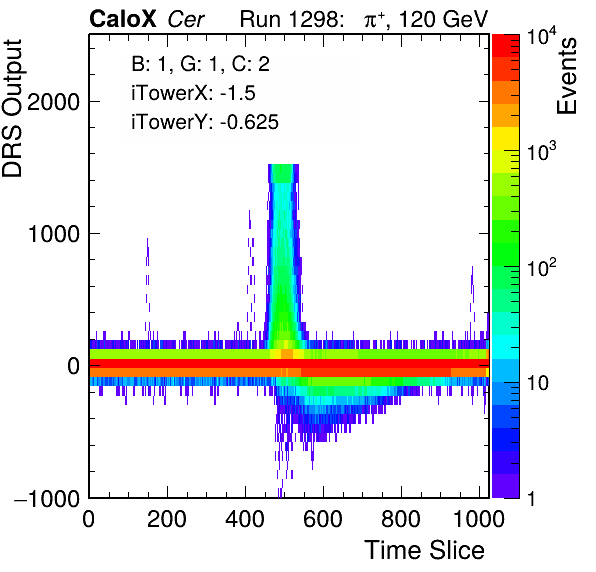 CaloX Cer Run 1298: π⁺, 120 GeV
B: 1, G: 1, C: 2
iTowerX: -1.5
iTowerY: -0.625
DRS Output
2000
1000
0
−1000
0 200 400 600 800 1000
Time Slice
Events
10⁴
10³
10²
10
1